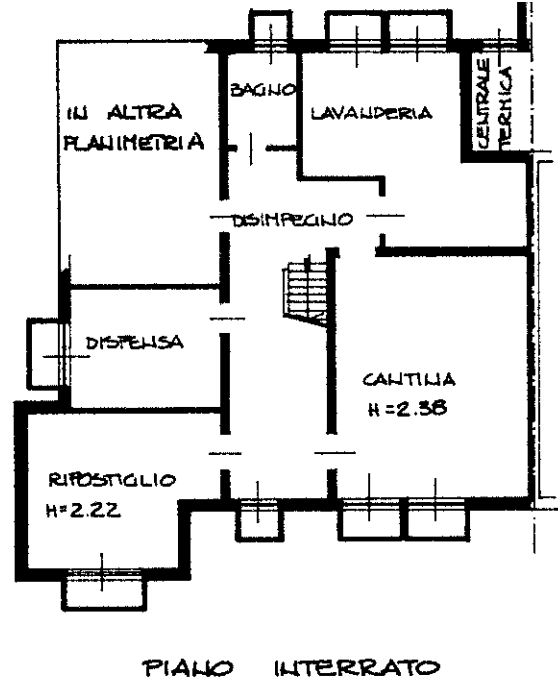 BAGNO
IN ALTRA
PLANIMETRIA
LAVANDERIA
CENTRALE
TERMICA
DISIMPEGNO
DISPENSA
CANTINA
H=2.38
RIPOSTIGLIO
H=2.22
PIANO INTERRATO